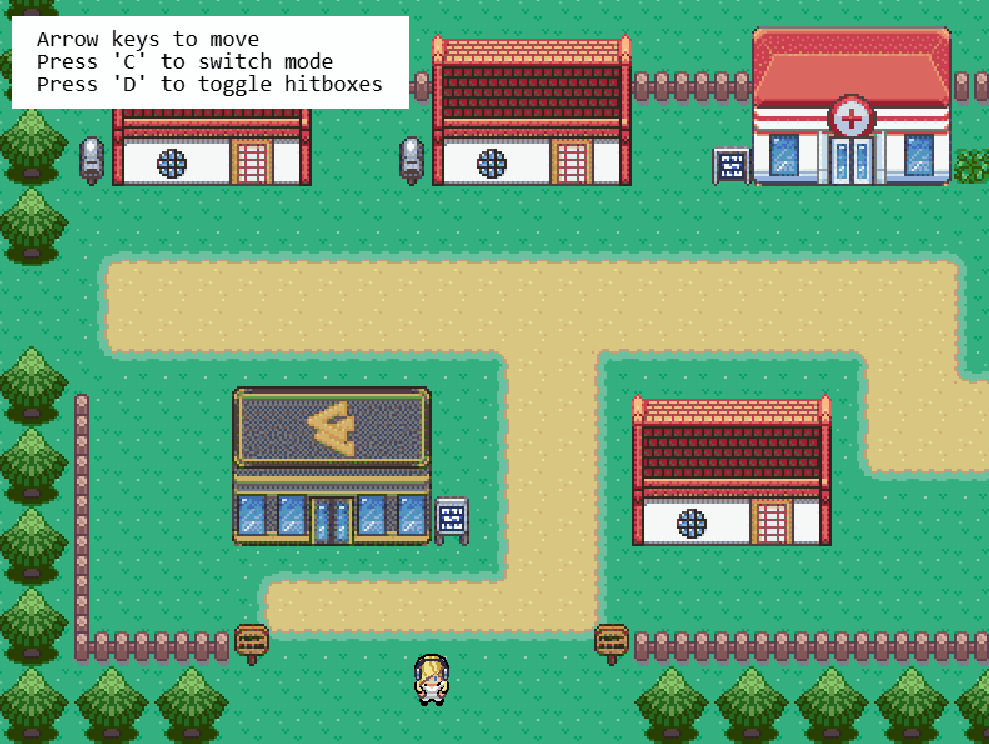 Arrow keys to move
Press 'C' to switch mode
Press 'D' to toggle hitboxes